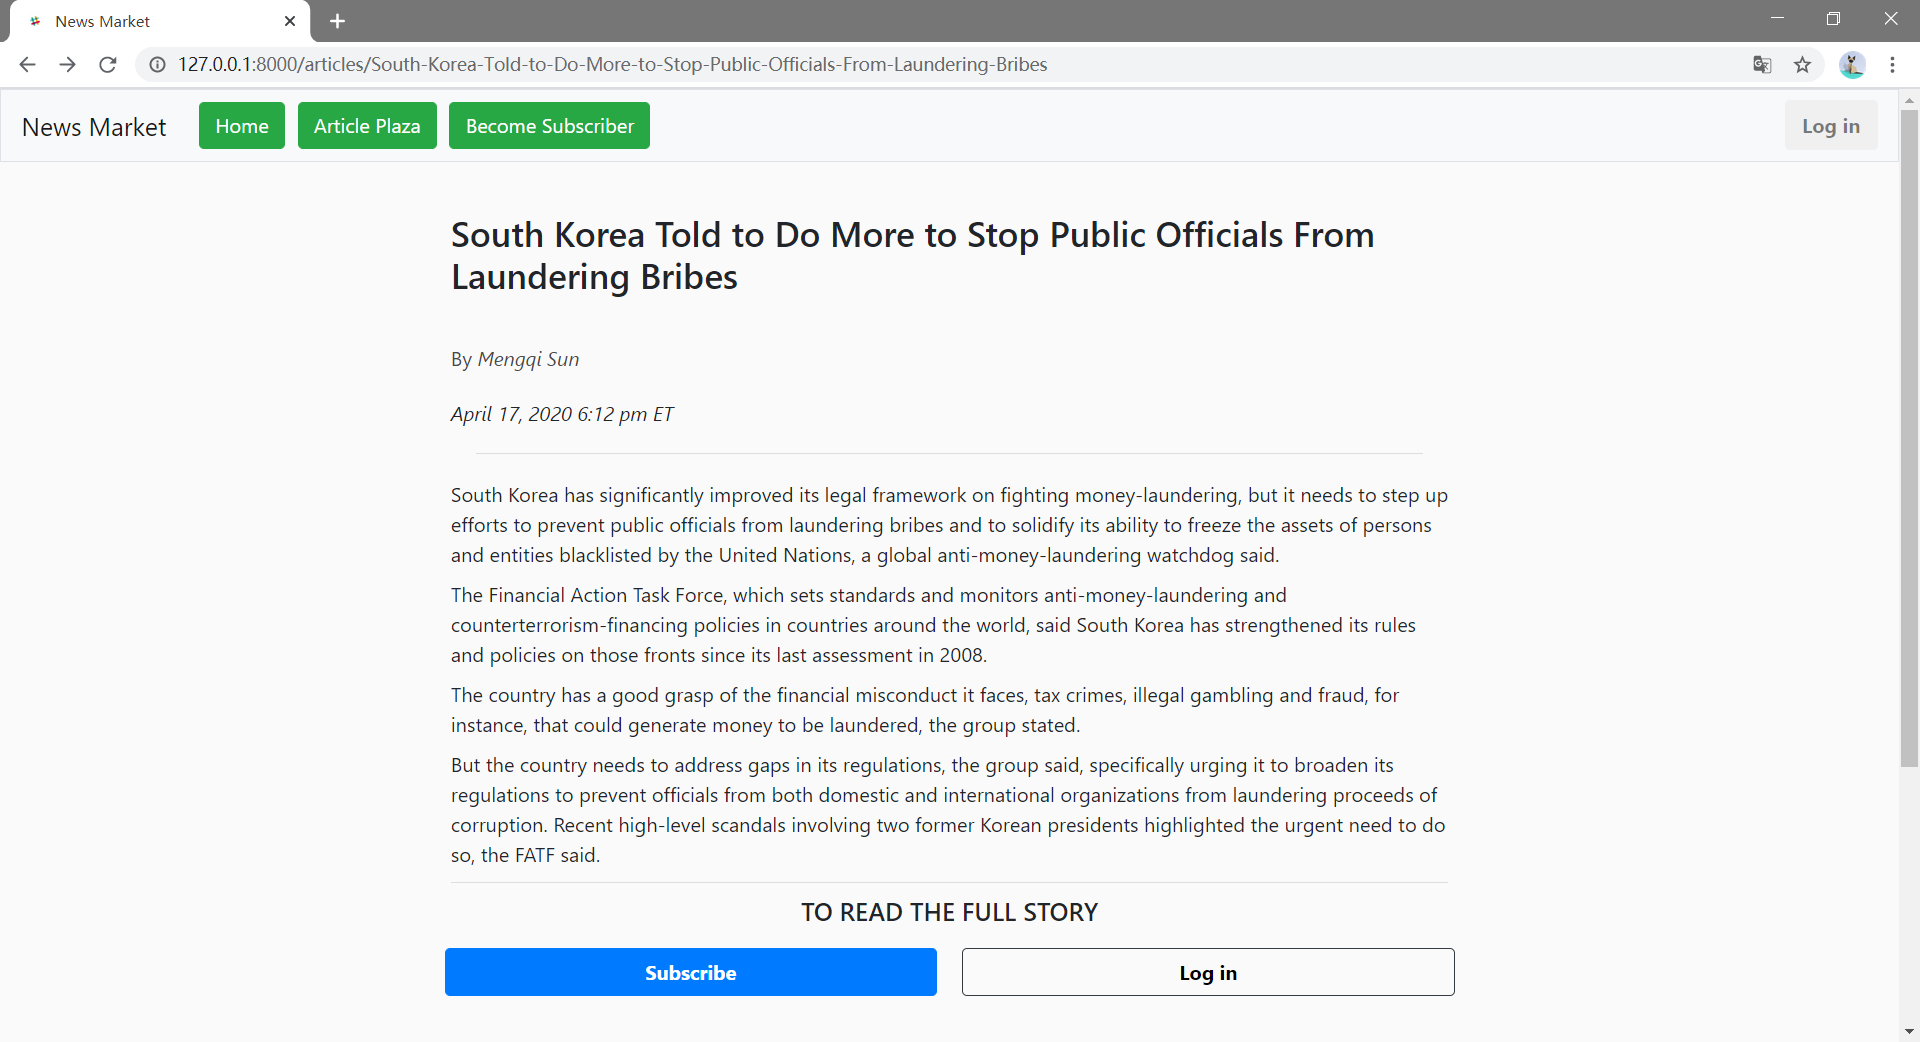 News Market
127.0.0.1:8000/articles/South-Korea-Told-to-Do-More-to-Stop-Public-Officials-From-Laundering-Bribes
News Market
Home
Article Plaza
Become Subscriber
Log in
South Korea Told to Do More to Stop Public Officials From
Laundering Bribes
By Mengqi Sun
April 17, 2020 6:12 pm ET
South Korea has significantly improved its legal framework on fighting money-laundering, but it needs to step up
efforts to prevent public officials from laundering bribes and to solidify its ability to freeze the assets of persons
and entities blacklisted by the United Nations, a global anti-money-laundering watchdog said.
The Financial Action Task Force, which sets standards and monitors anti-money-laundering and
counterterrorism-financing policies in countries around the world, said South Korea has strengthened its rules
and policies on those fronts since its last assessment in 2008.
The country has a good grasp of the financial misconduct it faces, tax crimes, illegal gambling and fraud, for
instance, that could generate money to be laundered, the group stated.
But the country needs to address gaps in its regulations, the group said, specifically urging it to broaden its
regulations to prevent officials from both domestic and international organizations from laundering proceeds of
corruption. Recent high-level scandals involving two former Korean presidents highlighted the urgent need to do
so, the FATF said.
TO READ THE FULL STORY
Subscribe
Log in